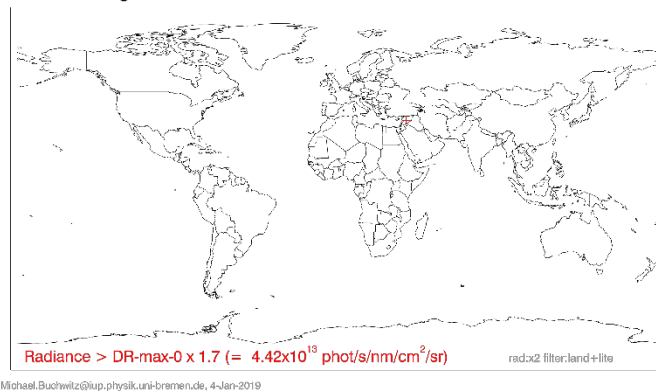 Radiance > DR-max-0 x 1.7 (= 4.42x10¹³ phot/s/nm/cm²/sr)
rad:x2 filter:land+lite
Michael.Buchwitz@iup.physik.uni-bremen.de, 4-Jan-2019